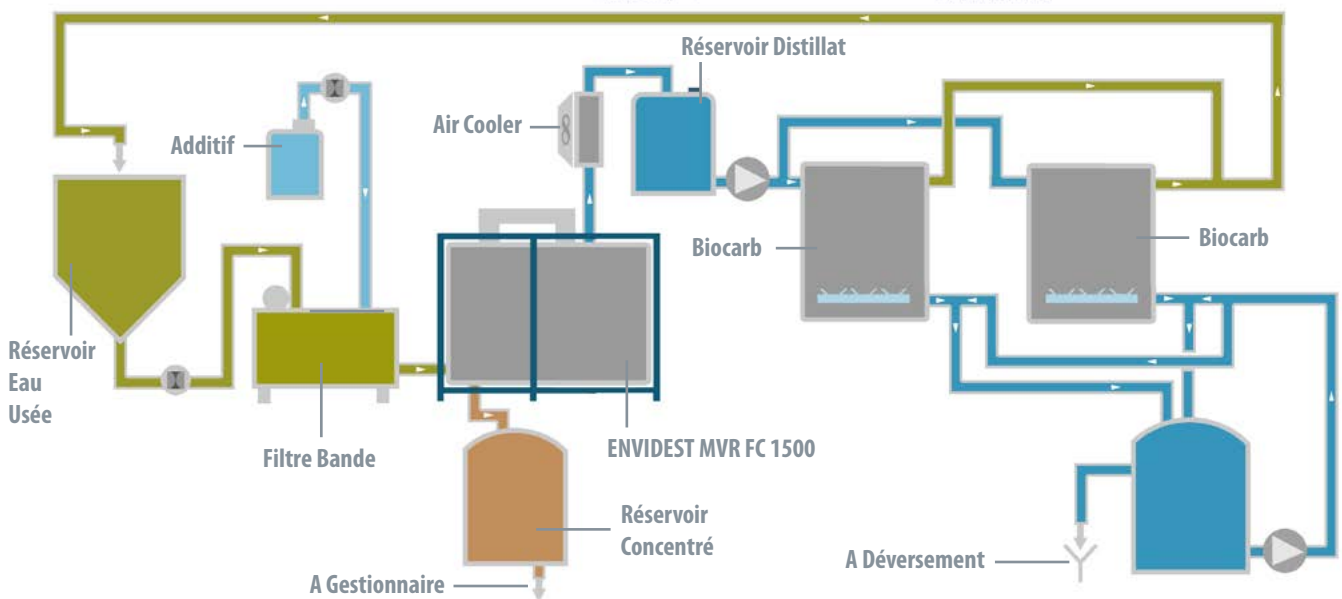 Réservoir Distillat
Air Cooler
Additif
Biocarb
Biocarb
Réservoir
Eau
Usée
Filtre Bande
ENVIDEST MVR FC 1500
Réservoir
Concentré
A Gestionnaire
A Déversement